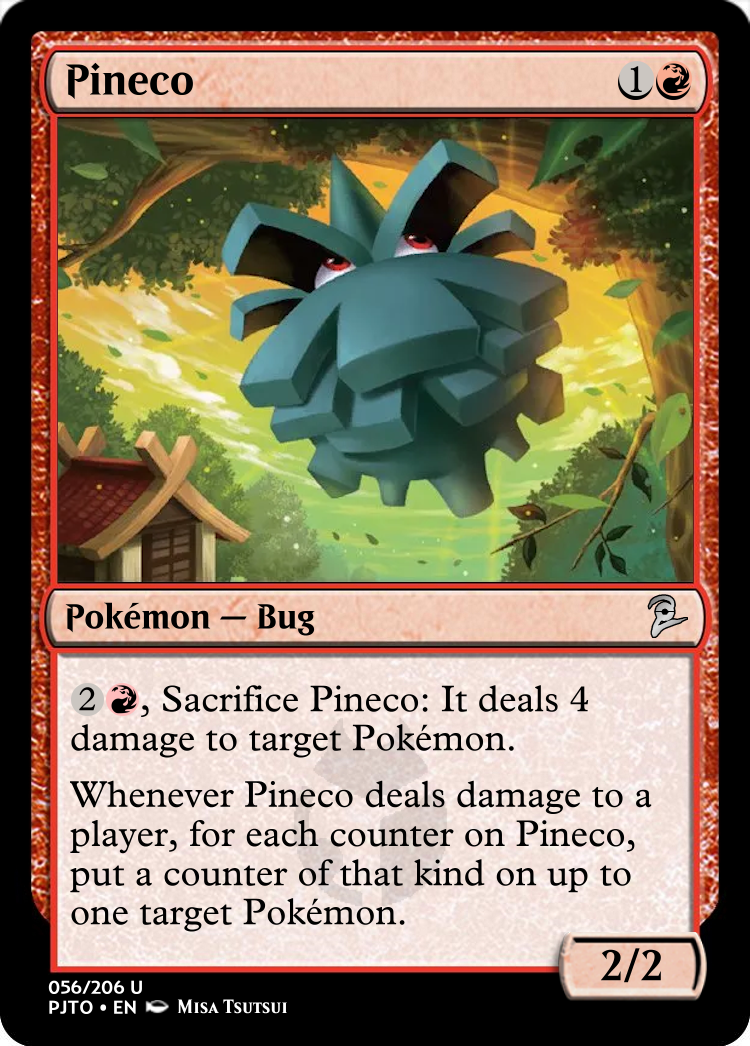 Pineco 1
Pokémon — Bug
2 , Sacrifice Pineco: It deals 4
damage to target Pokémon.
Whenever Pineco deals damage to a
player, for each counter on Pineco,
put a counter of that kind on up to
one target Pokémon.
2/2
056/206 U
PJTO • EN Misa Tsutsui